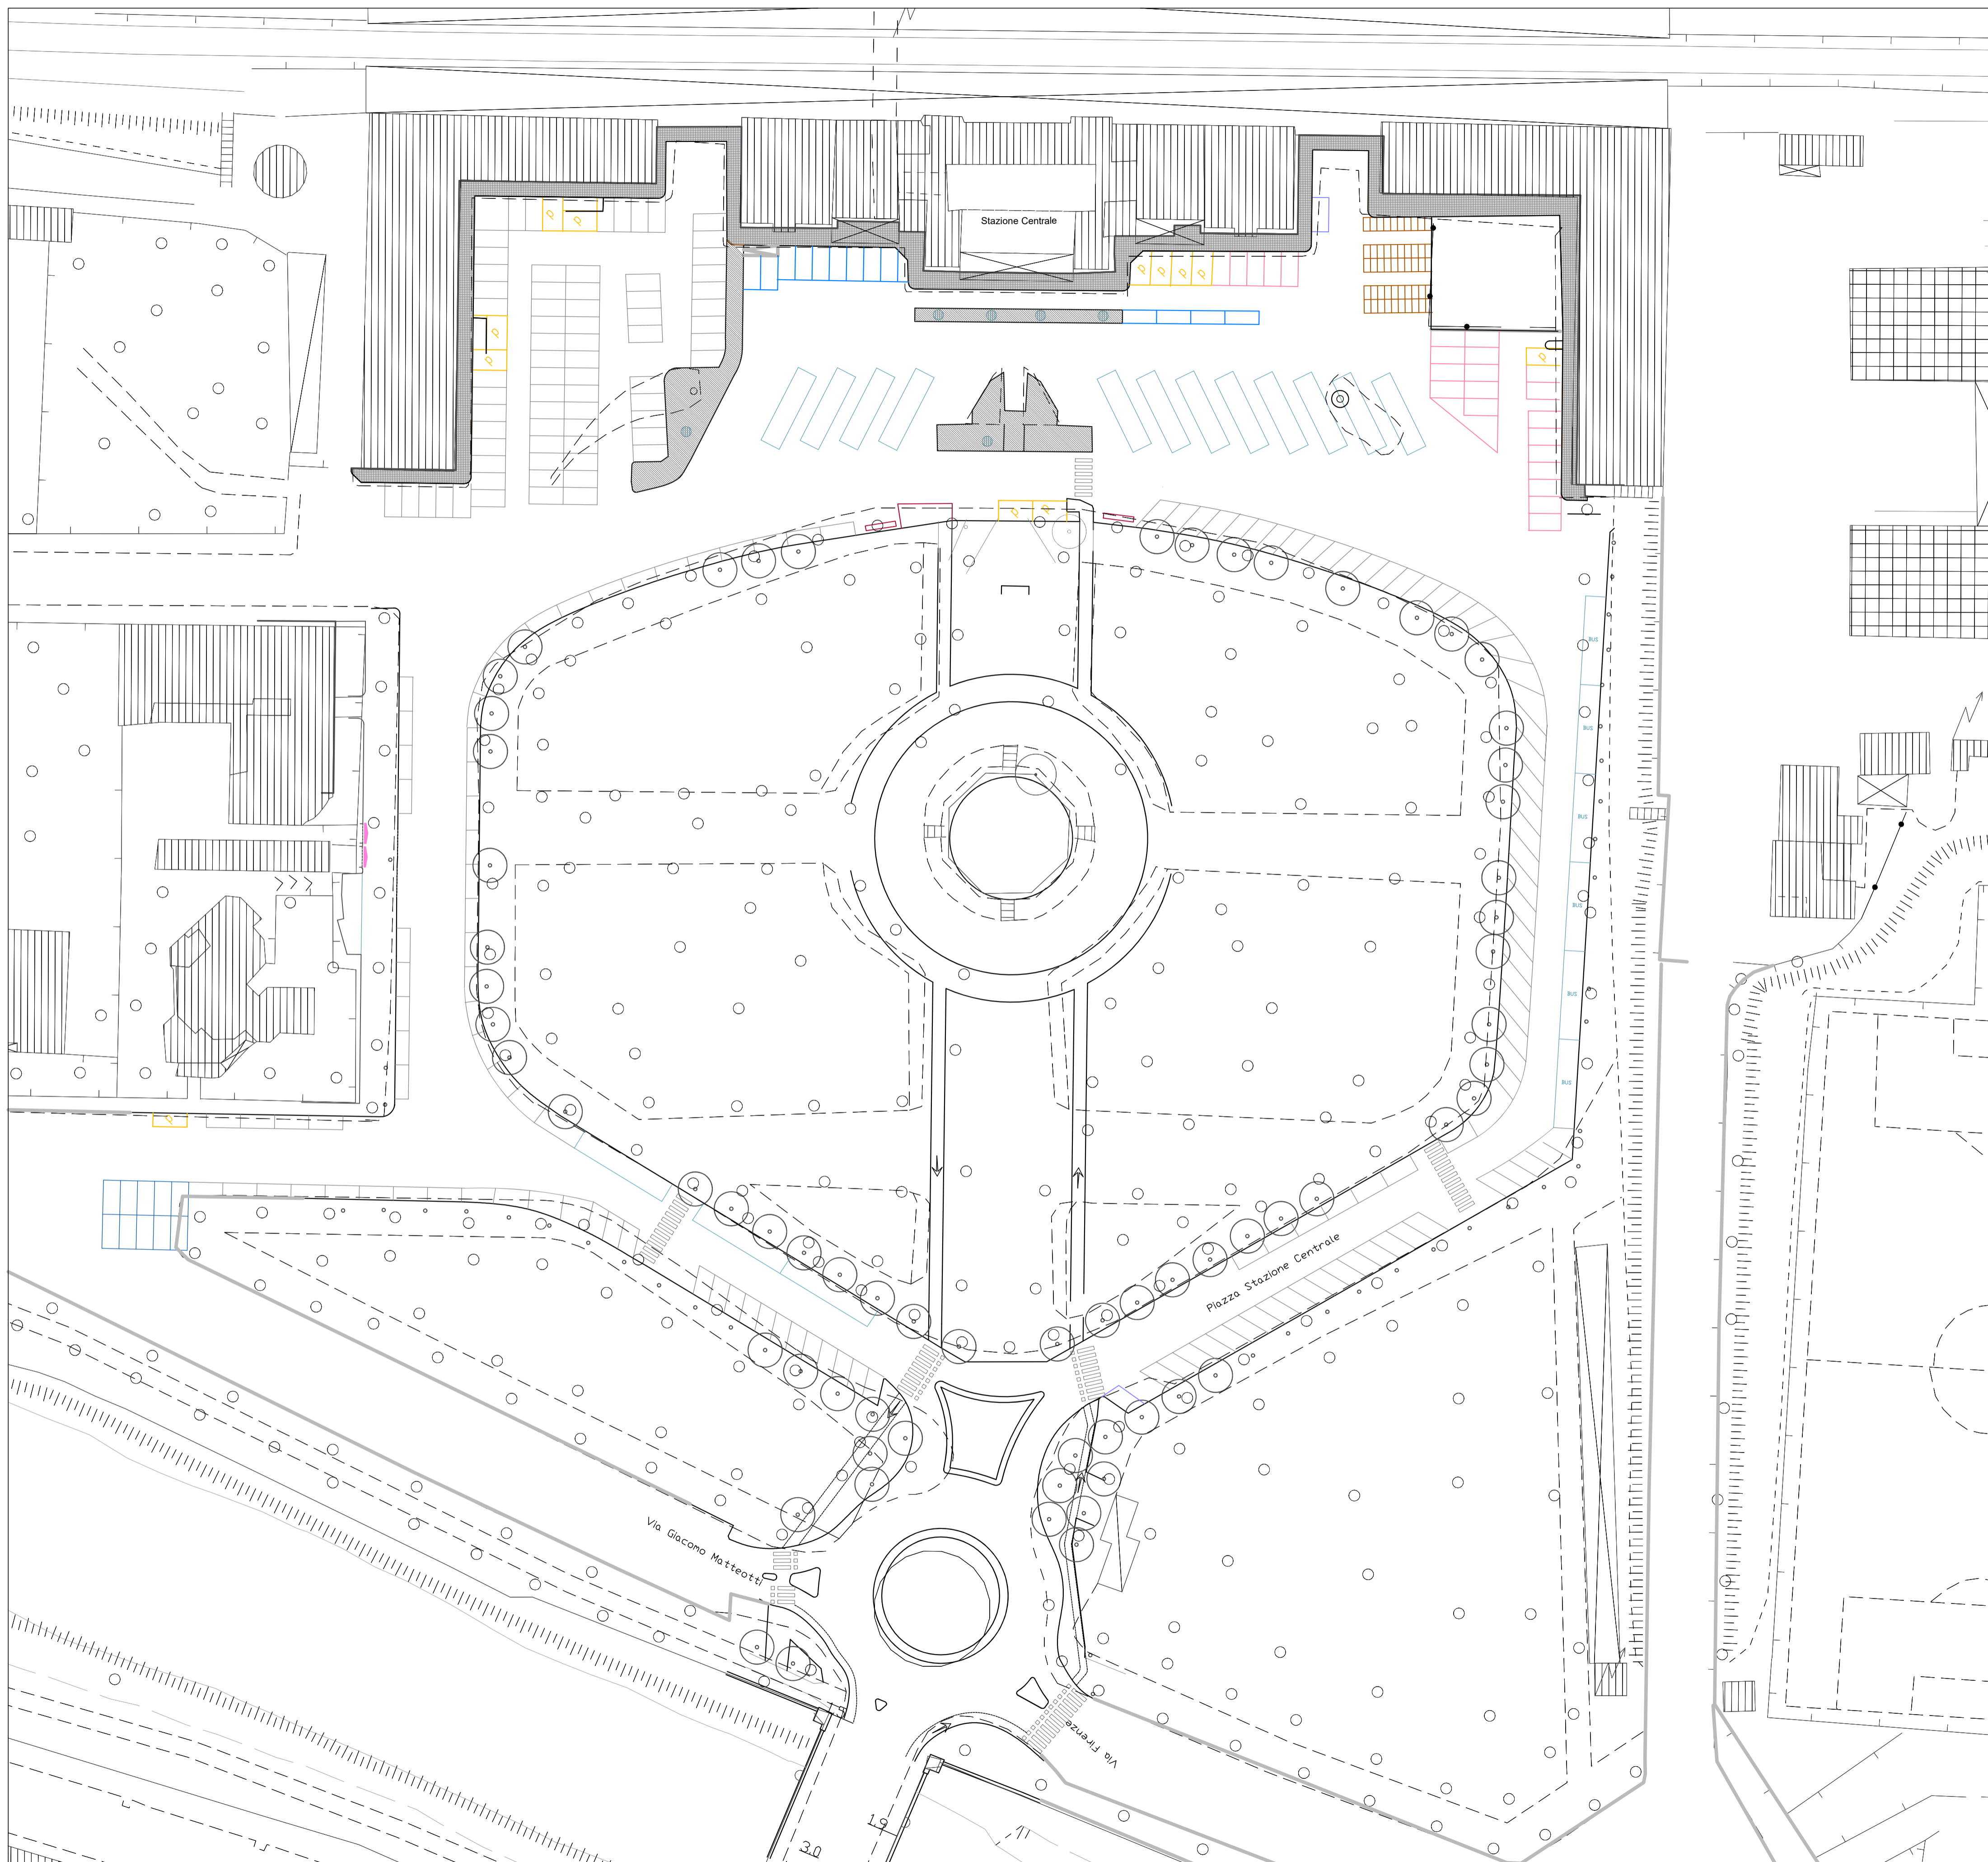 Stazione Centrale
BUS
BUS
BUS
BUS
BUS
BUS
Piazza Stazione Centrale
Via Giacomo Matteotti
Via Firenze
1.9
3.0